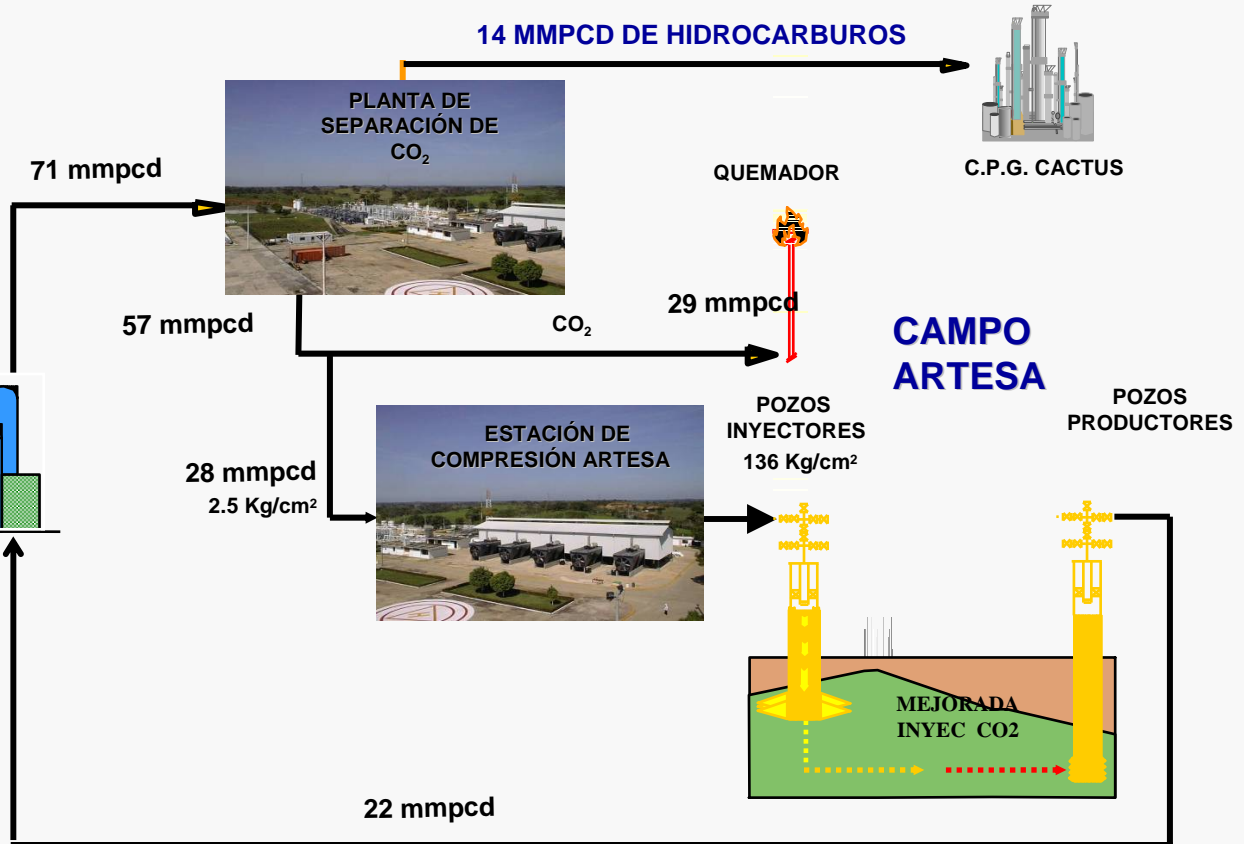 14 MMPCD DE HIDROCARBUROS
PLANTA DE
SEPARACIÓN DE
CO₂
71 mmpcd
QUEMADOR
C.P.G. CACTUS
57 mmpcd
CO₂
29 mmpcd
CAMPO
ARTESA
POZOS
INYECTORES
136 Kg/cm²
POZOS
PRODUCTORES
ESTACIÓN DE
COMPRESIÓN ARTESA
28 mmpcd
2.5 Kg/cm²
MEJORADA
INYEC CO2
22 mmpcd